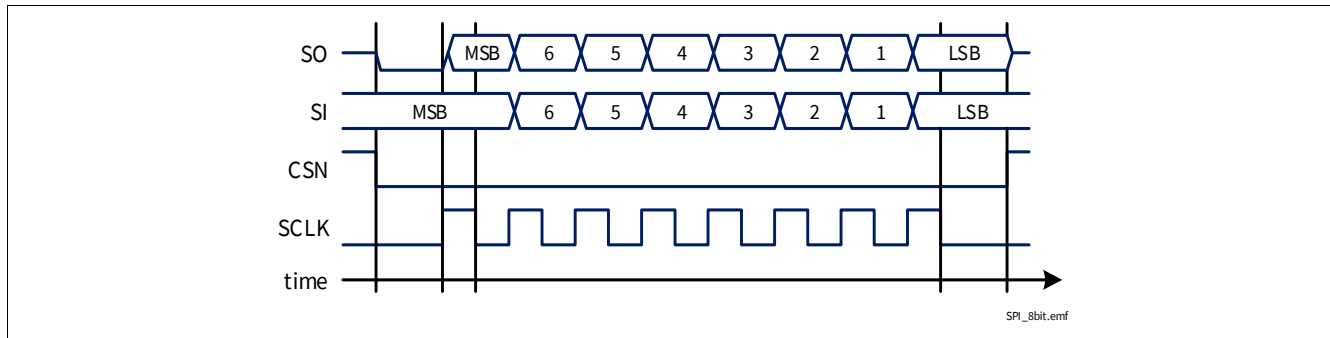 SO MSB 6 5 4 3 2 1 LSB
SI MSB 6 5 4 3 2 1 LSB
CSN
SCLK
time
SPI_8bit.emf